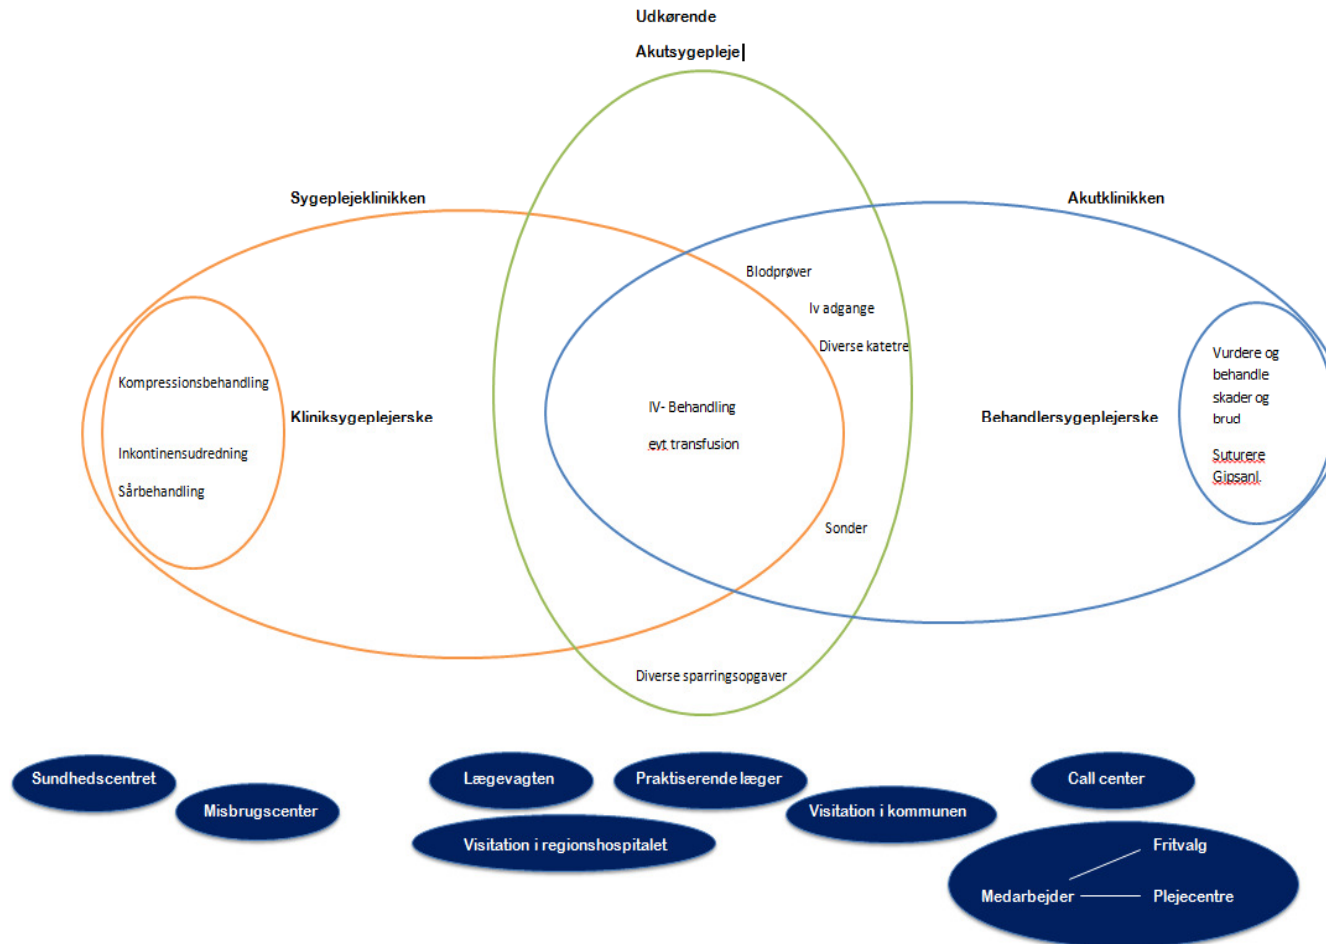 Udkørende
Akutsygepleje
Sygeplejeklinikken
Akutklinikken
Blodprøver
Iv adgange
Diverse katetre
Kompressionsbehandling
Kliniksygeplejerske
Inkontinensudredning
Sårbehandling
IV- Behandling
evt transfusion
Behandlersygeplejerske
Vurdere og
behandle
skader og
brud
Suturere
Gipsanl.
Sonder
Diverse sparringsopgaver
Sundhedscentret
Misbrugscenter
Lægevagten
Praktiserende læger
Call center
Visitation i kommunen
Visitation i regionshospitalet
Fritvalg
Medarbejder
Plejecentre